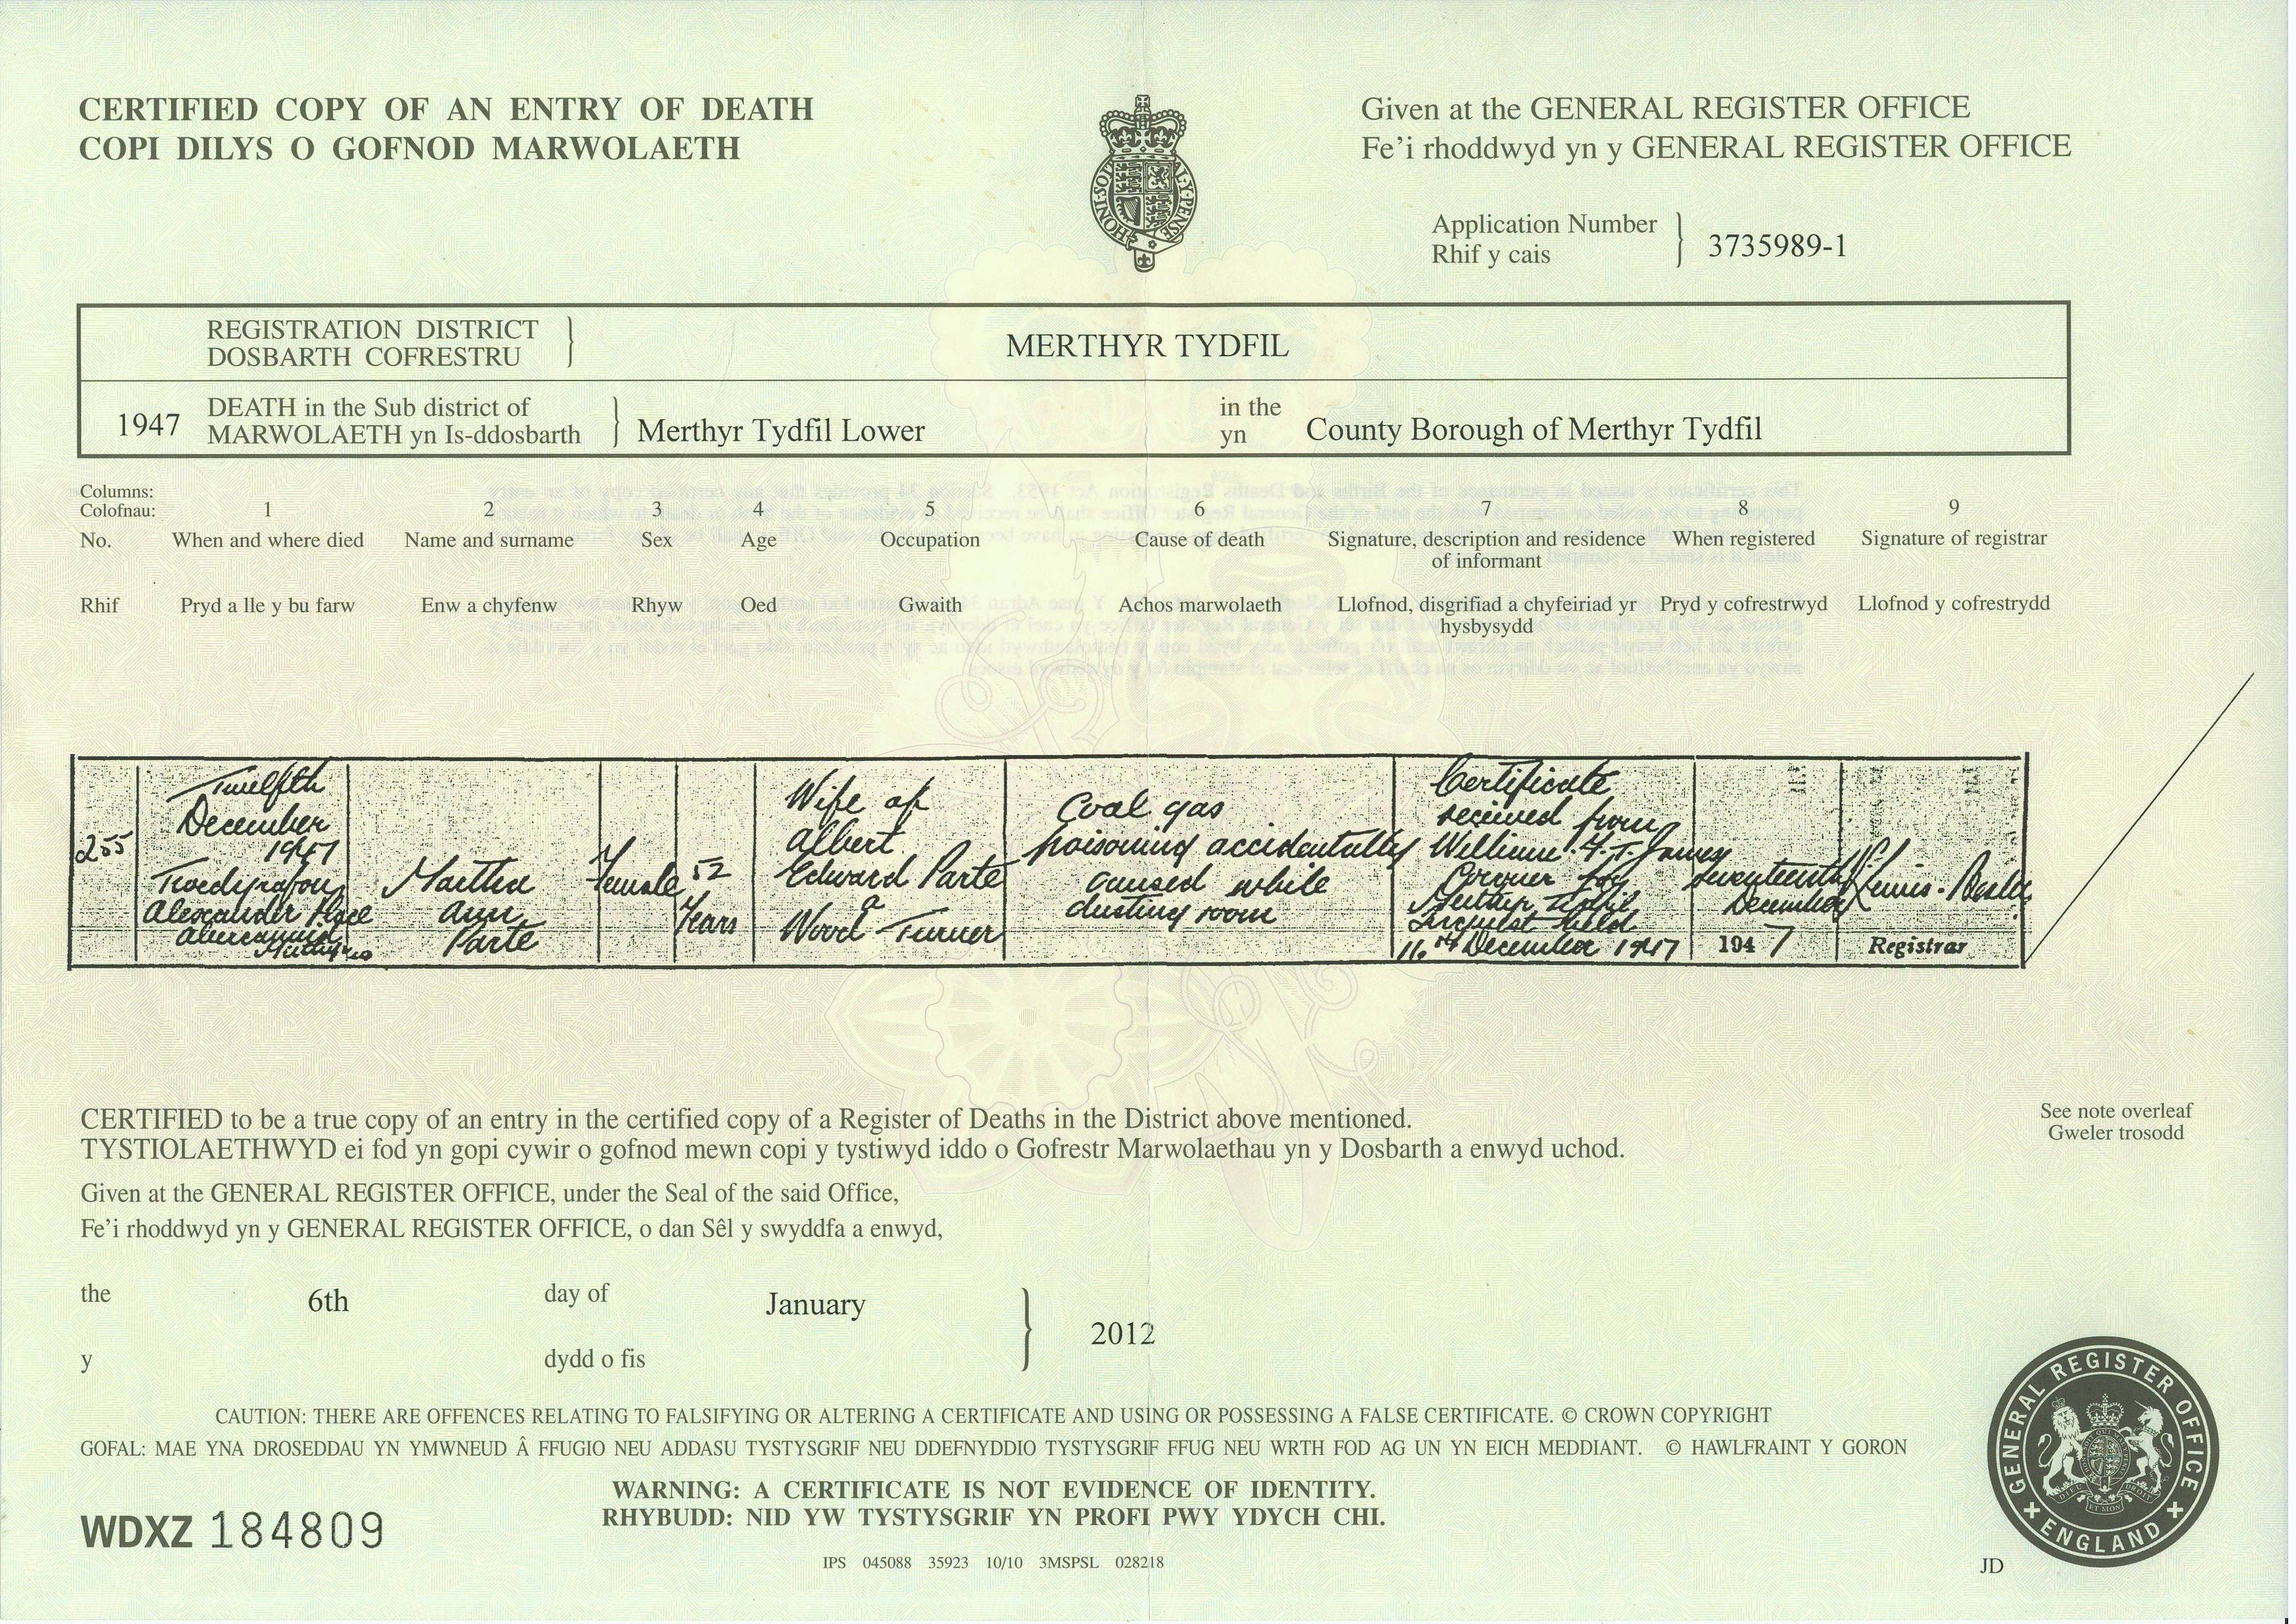 CERTIFIED COPY OF AN ENTRY OF DEATH
COPI DILYS O GOFNOD MARWOLAETH
Given at the GENERAL REGISTER OFFICE
Fe'i rhoddwyd yn y GENERAL REGISTER OFFICE
Application Number
Rhif y cais
3735989-1
HONI·SOIT
MAL·Y·PENSE
REGISTRATION DISTRICT
DOSBARTH COFRESTRU
MERTHYR TYDFIL
1947
DEATH in the Sub district of
MARWOLAETH yn Is-ddosbarth
Merthyr Tydfil Lower
in the
yn
County Borough of Merthyr Tydfil
Columns:
Colofnau:
1 2 3 4 5 6 7 8 9
No.
When and where died
Name and surname
Sex
Age
Occupation
Cause of death
Signature, description and residence
of informant
When registered
Signature of registrar
Rhif
Pryd a lle y bu farw
Enw a chyfenw
Rhyw
Oed
Gwaith
Achos marwolaeth
Llofnod, disgrifiad a chyfeiriad yr
hysbysydd
Pryd y cofrestrwyd
Llofnod y cofrestrydd
255
Twelfth
December
1947
Alexander Place
Abercanaid
Martha
Ann
Parte
Female
52
Years
Wife of
Albert
Edward Parte
a
Wood Turner
Coal gas
poisoning accidentally
caused while
dusting room
Certificate
received from
William
Coroner for
Merthyr Tydfil
Inquest held
16th December 1947
Seventeenth
December
1947
Lewis
Registrar
CERTIFIED to be a true copy of an entry in the certified copy of a Register of Deaths in the District above mentioned.
TYSTIOLAETHWYD ei fod yn gopi cywir o gofnod mewn copi y tystiwyd iddo o Gofrestr Marwolaethau yn y Dosbarth a enwyd uchod.
See note overleaf
Gweler trosodd
Given at the GENERAL REGISTER OFFICE, under the Seal of the said Office,
Fe'i rhoddwyd yn y GENERAL REGISTER OFFICE, o dan Sêl y swyddfa a enwyd,
the
6th
day of
January
2012
y
dydd o fis
CAUTION: THERE ARE OFFENCES RELATING TO FALSIFYING OR ALTERING A CERTIFICATE AND USING OR POSSESSING A FALSE CERTIFICATE. © CROWN COPYRIGHT
GOFAL: MAE YNA DROSEDDAU YN YMWNEUD Â FFUGIO NEU ADDASU TYSTYSGRIF NEU DDEFNYDDIO TYSTYSGRIF FFUG NEU WRTH FOD AG UN YN EICH MEDDIANT. © HAWLFRAINT Y GORON
WARNING: A CERTIFICATE IS NOT EVIDENCE OF IDENTITY.
RHYBUDD: NID YW TYSTYSGRIF YN PROFI PWY YDYCH CHI.
WDXZ 184809
IPS 045088 35923 10/10 3MSPSL 028218
GENERAL REGISTER OFFICE
ENGLAND
JD